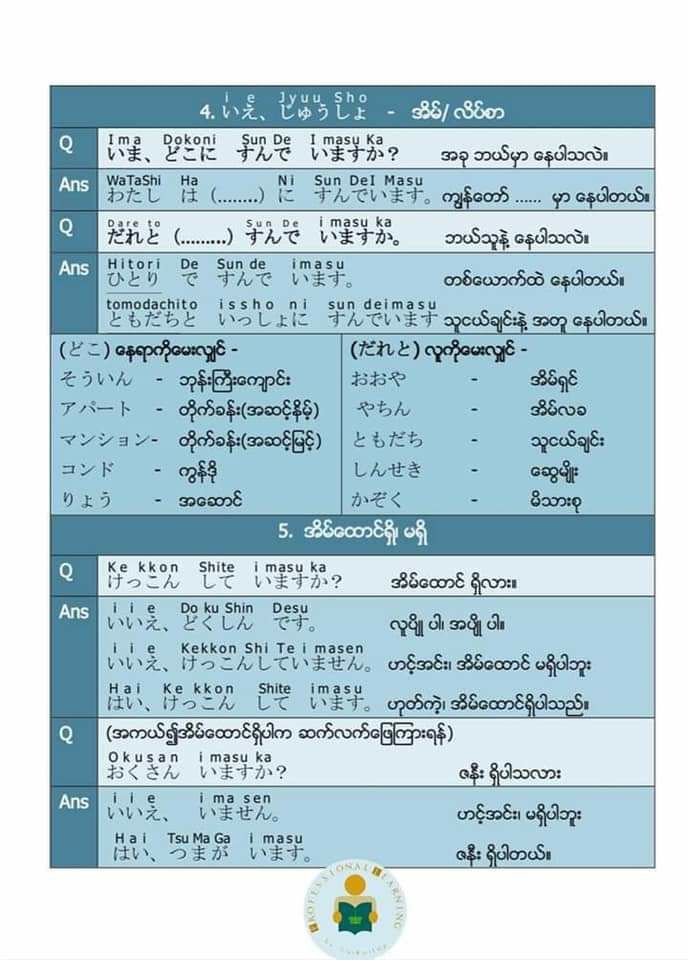 i e Jyuu Sho
4. いえ、じゅうしょ - အိမ်/ လိပ်စာ
Q
Ima Dokoni Sun De I masu Ka
いま、どこに すんで いますか? အခု ဘယ်မှာ နေပါသလဲ။
Ans
WaTaShi Ha Ni Sun DeI Masu
わたし は (........) に すんでいます。 ကျွန်တော် ...... မှာ နေပါတယ်။
Q
Dare to Sun De imasu ka
だれと (.........) すんで いますか。 ဘယ်သူနဲ့ နေပါသလဲ။
Ans
Hitori De Sun de imasu
ひとり で すんで います。 တစ်ယောက်ထဲ နေပါတယ်။
tomodachito issho ni sun deimasu
ともだちと いっしょに すんでいます သူငယ်ချင်းနဲ့ အတူ နေပါတယ်။
(どこ) နေရာကိုမေးလျှင် -
そういん - ဘုန်းကြီးကျောင်း
アパート - တိုက်ခန်း(အဆင့်နိမ့်)
マンション- တိုက်ခန်း(အဆင့်မြင့်)
コンド - ကွန်ဒို
りょう - အဆောင်
(だれと) လူကိုမေးလျှင် -
おおや - အိမ်ရှင်
やちん - အိမ်လခ
ともだち - သူငယ်ချင်း
しんせき - ဆွေမျိုး
かぞく - မိသားစု
5. အိမ်ထောင်ရှိ၊ မရှိ
Q
Ke kkon Shite imasu ka
けっこん して いますか? အိမ်ထောင် ရှိလား။
Ans
i i e Do ku Shin Desu
いいえ、どくしん です。 လူပျို ပါ၊ အပျို ပါ။
i i e Kekkon Shi Te i masen
いいえ、けっこんしていません。 ဟင့်အင်း၊ အိမ်ထောင် မရှိပါဘူး
Hai Ke kkon Shite imasu
はい、けっこん して います。 ဟုတ်ကဲ့၊ အိမ်ထောင်ရှိပါသည်။
Q
(အကယ်၍အိမ်ထောင်ရှိပါက ဆက်လက်ဖြေကြားရန်)
Okusan imasu ka
おくさん いますか? ဇနီး ရှိပါသလား
Ans
i i e i ma sen
いいえ、 いません。 ဟင့်အင်း၊ မရှိပါဘူး
Hai Tsu Ma Ga i masu
はい、つまが います。 ဇနီး ရှိပါတယ်။
PROFESSIONAL LEARNING